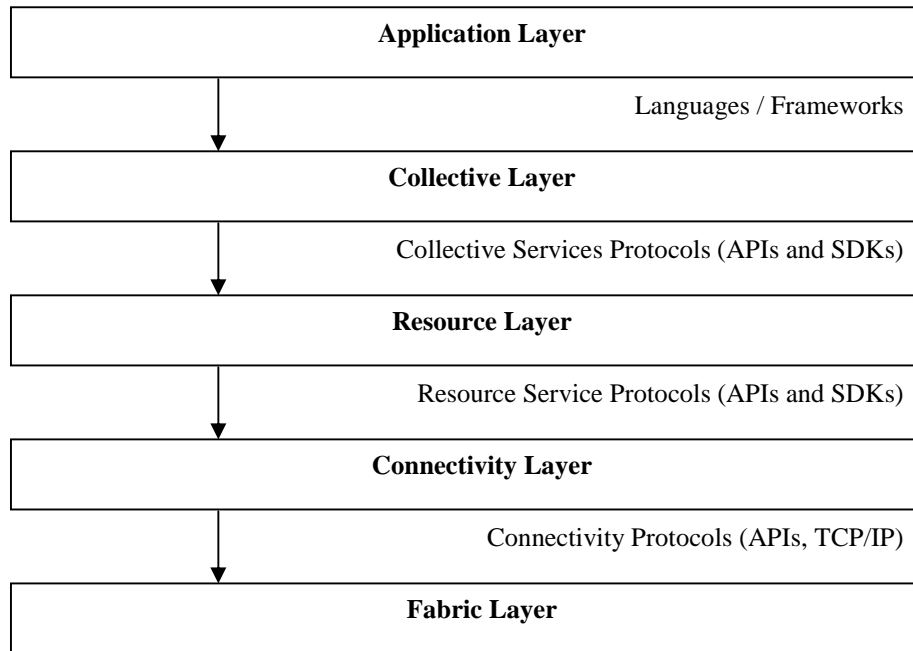 Application Layer
Languages / Frameworks
Collective Layer
Collective Services Protocols (APIs and SDKs)
Resource Layer
Resource Service Protocols (APIs and SDKs)
Connectivity Layer
Connectivity Protocols (APIs, TCP/IP)
Fabric Layer